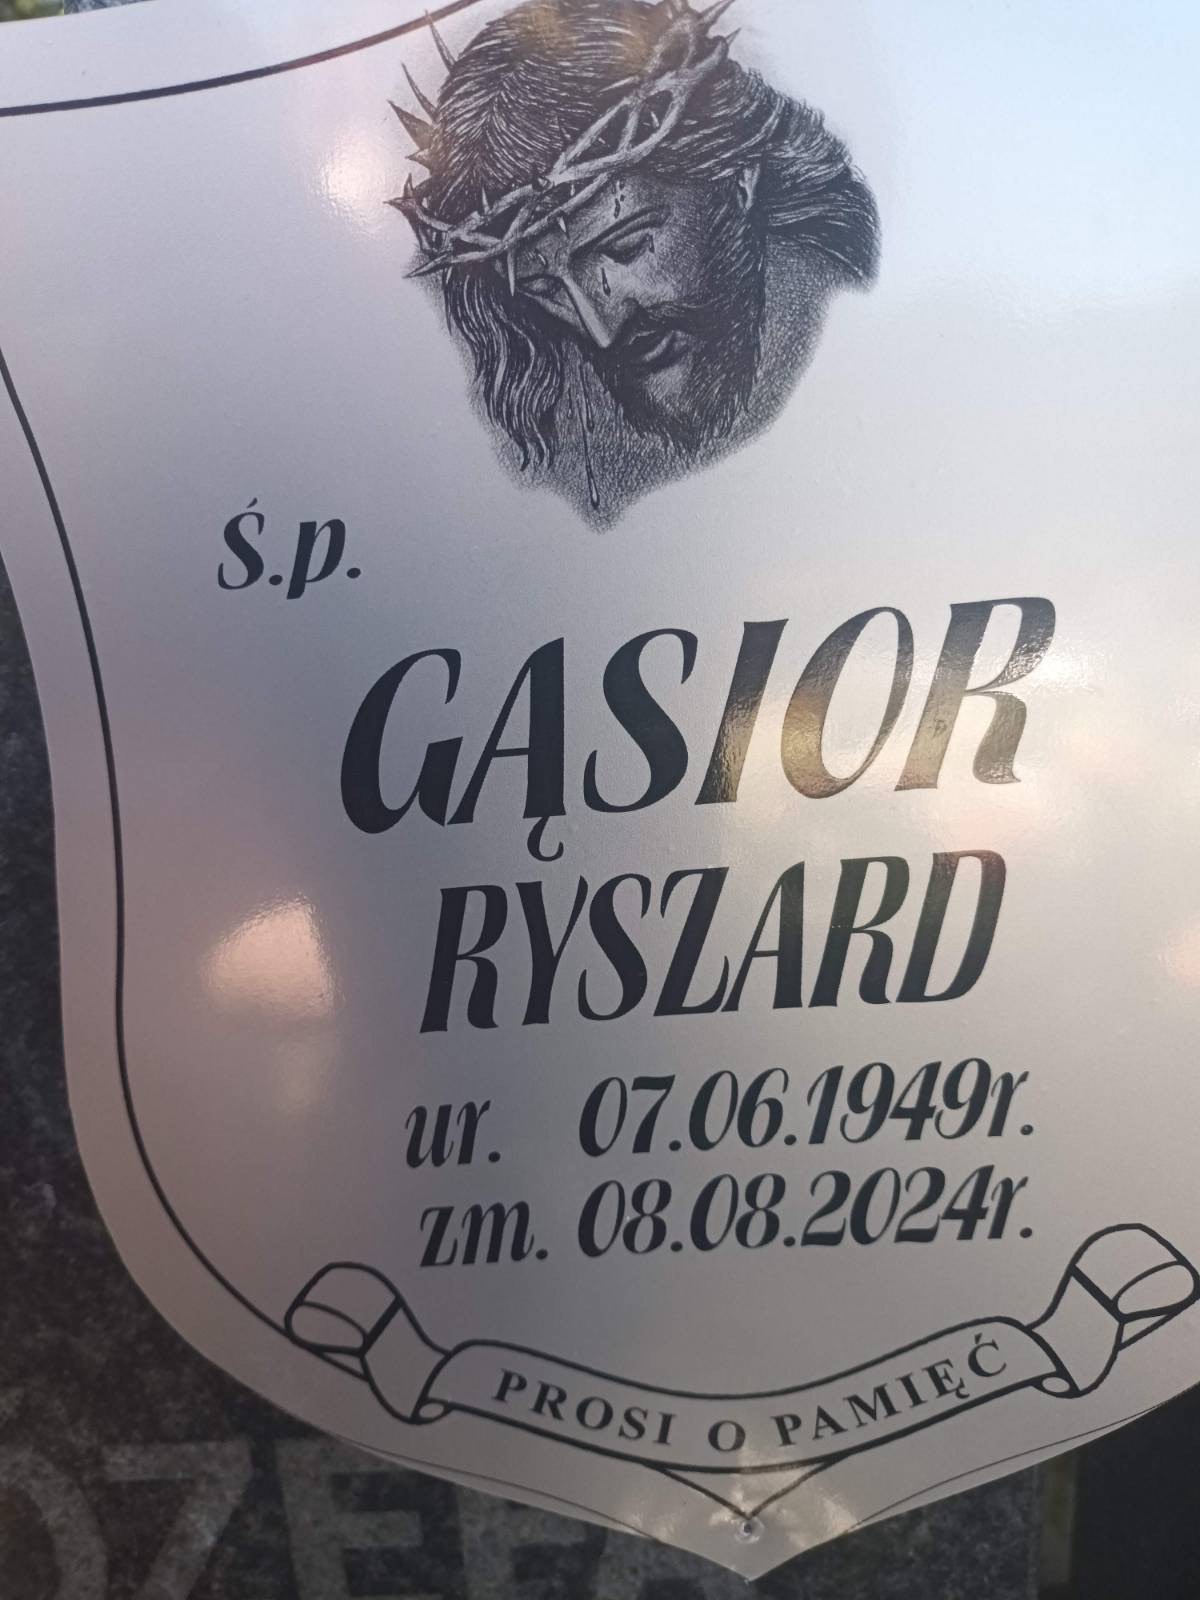 Ś.p.
GĄSIOR
RYSZARD
ur. 07.06.1949r.
zm. 08.08.2024r.
PROSI O PAMIĘĆ